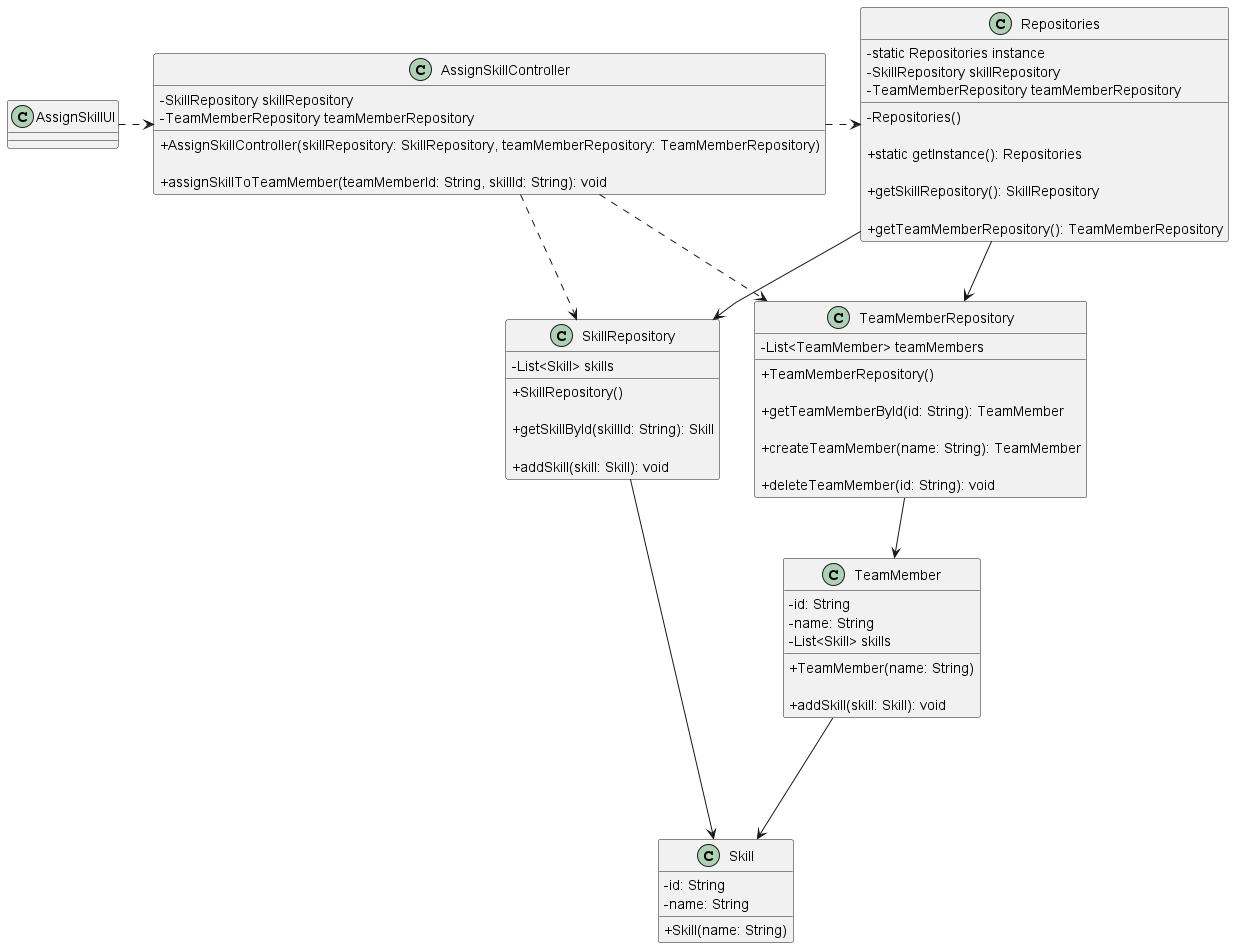 C AssignSkillUI
C AssignSkillController
-SkillRepository skillRepository
-TeamMemberRepository teamMemberRepository
+AssignSkillController(skillRepository: SkillRepository, teamMemberRepository: TeamMemberRepository)
+assignSkillToTeamMember(teamMemberId: String, skillId: String): void
C Repositories
-static Repositories instance
-SkillRepository skillRepository
-TeamMemberRepository teamMemberRepository
-Repositories()
+static getInstance(): Repositories
+getSkillRepository(): SkillRepository
+getTeamMemberRepository(): TeamMemberRepository
C SkillRepository
-List<Skill> skills
+SkillRepository()
+getSkillById(skillId: String): Skill
+addSkill(skill: Skill): void
C TeamMemberRepository
-List<TeamMember> teamMembers
+TeamMemberRepository()
+getTeamMemberById(id: String): TeamMember
+createTeamMember(name: String): TeamMember
+deleteTeamMember(id: String): void
C TeamMember
-id: String
-name: String
-List<Skill> skills
+TeamMember(name: String)
+addSkill(skill: Skill): void
C Skill
-id: String
-name: String
+Skill(name: String)